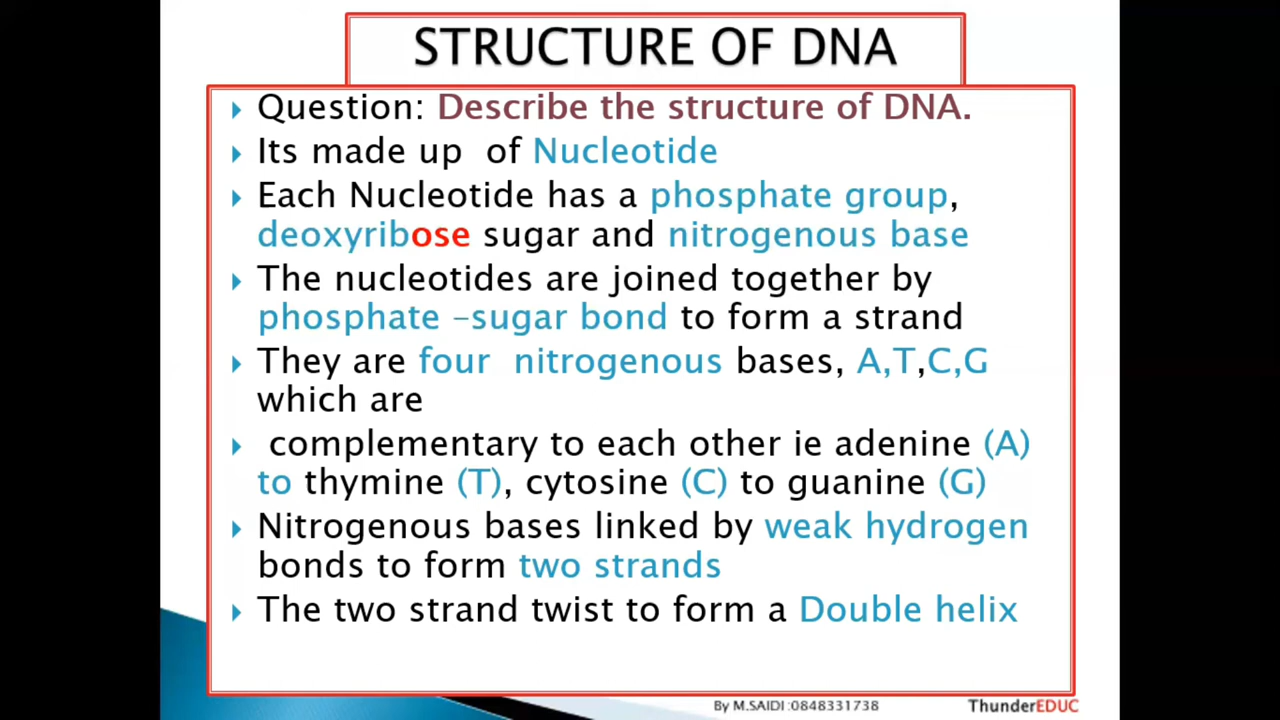 STRUCTURE OF DNA
Question: Describe the structure of DNA.
Its made up of Nucleotide
Each Nucleotide has a phosphate group,
deoxyribose sugar and nitrogenous base
The nucleotides are joined together by
phosphate –sugar bond to form a strand
They are four nitrogenous bases, A,T,C,G
which are
complementary to each other ie adenine (A)
to thymine (T), cytosine (C) to guanine (G)
Nitrogenous bases linked by weak hydrogen
bonds to form two strands
The two strand twist to form a Double helix
By M.SAIDI :0848331738
ThunderEDUC